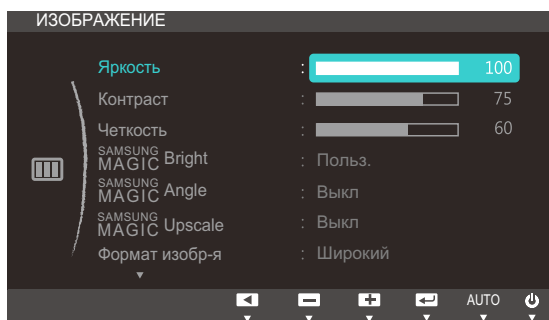 ИЗОБРАЖЕНИЕ
Яркость : 100
Контраст : 75
Четкость : 60
SAMSUNG MAGIC Bright : Польз.
SAMSUNG MAGIC Angle : Выкл
SAMSUNG MAGIC Upscale : Выкл
Формат изобр-я : Широкий
AUTO